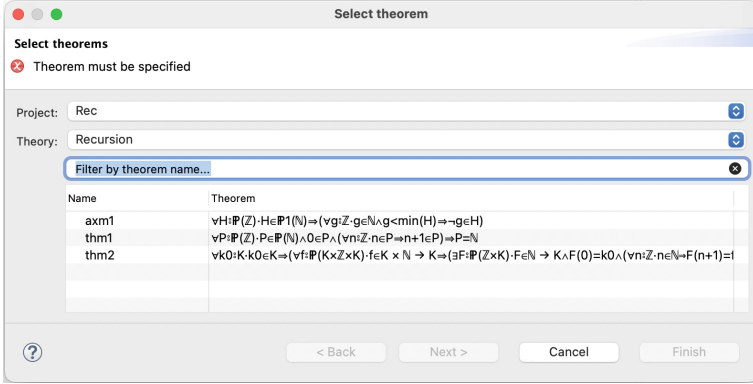 Select theorem
Select theorems
Theorem must be specified
Project: Rec
Theory: Recursion
Filter by theorem name...
Name Theorem
axm1 ∀H⦂ℙ(ℤ)·H∈ℙ1(ℕ)⇒(∀g⦂ℤ·g∈ℕ∧g<min(H)⇒¬g∈H)
thm1 ∀P⦂ℙ(ℤ)·P∈ℙ(ℕ)∧0∈P∧(∀n⦂ℤ·n∈P⇒n+1∈P)⇒P=ℕ
thm2 ∀k0⦂K·k0∈K⇒(∀f⦂ℙ(K×ℤ×K)·f∈K × ℕ → K⇒(∃F⦂ℙ(ℤ×K)·F∈ℕ → K∧F(0)=k0∧(∀n⦂ℤ·n∈ℕ⇒F(n+1)=f
? < Back Next > Cancel Finish